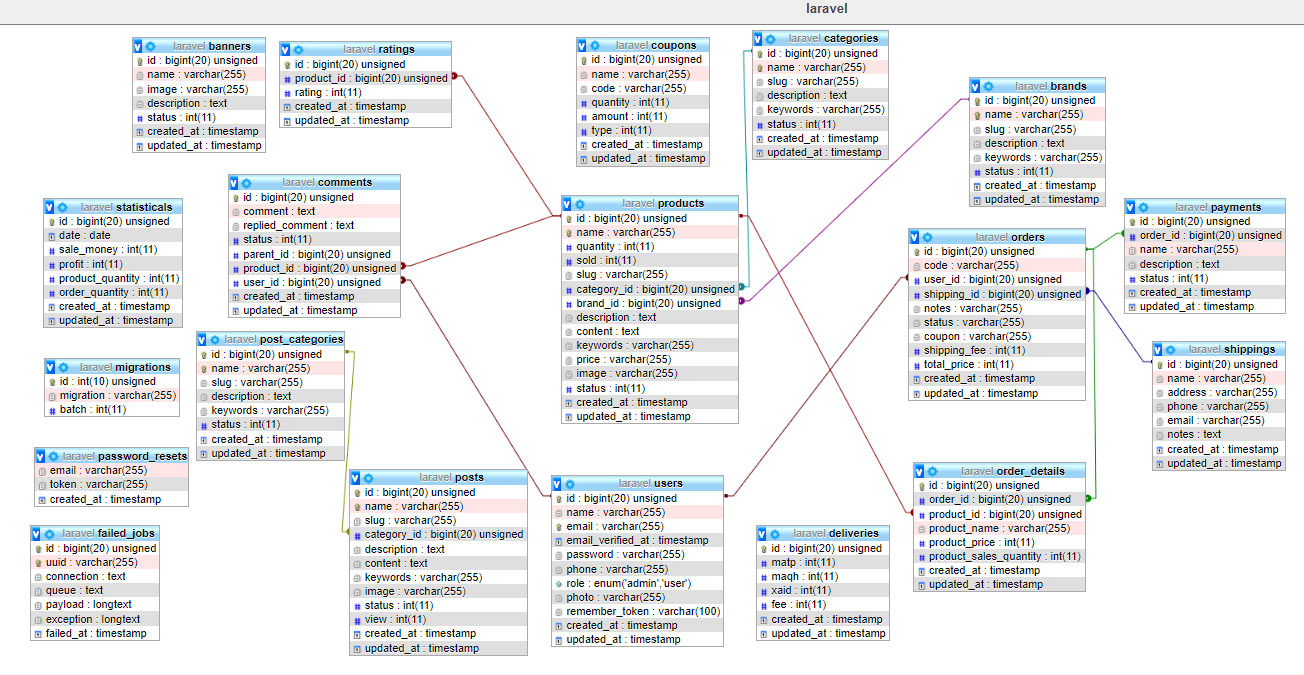 laravel
laravel banners
id : bigint(20) unsigned
name : varchar(255)
image : varchar(255)
description : text
status : int(11)
created_at : timestamp
updated_at : timestamp
laravel ratings
id : bigint(20) unsigned
product_id : bigint(20) unsigned
rating : int(11)
created_at : timestamp
updated_at : timestamp
laravel coupons
id : bigint(20) unsigned
name : varchar(255)
code : varchar(255)
quantity : int(11)
amount : int(11)
type : int(11)
created_at : timestamp
updated_at : timestamp
laravel categories
id : bigint(20) unsigned
name : varchar(255)
slug : varchar(255)
description : text
keywords : varchar(255)
status : int(11)
created_at : timestamp
updated_at : timestamp
laravel brands
id : bigint(20) unsigned
name : varchar(255)
slug : varchar(255)
description : text
keywords : varchar(255)
status : int(11)
created_at : timestamp
updated_at : timestamp
laravel statisticals
id : bigint(20) unsigned
date : date
sale_money : int(11)
profit : int(11)
product_quantity : int(11)
order_quantity : int(11)
created_at : timestamp
updated_at : timestamp
laravel comments
id : bigint(20) unsigned
comment : text
replied_comment : text
status : int(11)
parent_id : bigint(20) unsigned
product_id : bigint(20) unsigned
user_id : bigint(20) unsigned
created_at : timestamp
updated_at : timestamp
laravel products
id : bigint(20) unsigned
name : varchar(255)
quantity : int(11)
sold : int(11)
slug : varchar(255)
category_id : bigint(20) unsigned
brand_id : bigint(20) unsigned
description : text
content : text
keywords : varchar(255)
price : varchar(255)
image : varchar(255)
status : int(11)
created_at : timestamp
updated_at : timestamp
laravel orders
id : bigint(20) unsigned
code : varchar(255)
user_id : bigint(20) unsigned
shipping_id : bigint(20) unsigned
notes : varchar(255)
status : varchar(255)
coupon : varchar(255)
shipping_fee : int(11)
total_price : int(11)
created_at : timestamp
updated_at : timestamp
laravel payments
id : bigint(20) unsigned
order_id : bigint(20) unsigned
name : varchar(255)
description : text
status : int(11)
created_at : timestamp
updated_at : timestamp
laravel migrations
id : int(10) unsigned
migration : varchar(255)
batch : int(11)
laravel post_categories
id : bigint(20) unsigned
name : varchar(255)
slug : varchar(255)
description : text
keywords : varchar(255)
status : int(11)
created_at : timestamp
updated_at : timestamp
laravel shippings
id : bigint(20) unsigned
name : varchar(255)
address : varchar(255)
phone : varchar(255)
email : varchar(255)
notes : text
created_at : timestamp
updated_at : timestamp
laravel password_resets
email : varchar(255)
token : varchar(255)
created_at : timestamp
laravel failed_jobs
id : bigint(20) unsigned
uuid : varchar(255)
connection : text
queue : text
payload : longtext
exception : longtext
failed_at : timestamp
laravel posts
id : bigint(20) unsigned
name : varchar(255)
slug : varchar(255)
category_id : bigint(20) unsigned
description : text
content : text
keywords : varchar(255)
image : varchar(255)
status : int(11)
view : int(11)
created_at : timestamp
updated_at : timestamp
laravel users
id : bigint(20) unsigned
name : varchar(255)
email : varchar(255)
email_verified_at : timestamp
password : varchar(255)
phone : varchar(255)
role : enum('admin','user')
photo : varchar(255)
remember_token : varchar(100)
created_at : timestamp
updated_at : timestamp
laravel deliveries
id : bigint(20) unsigned
matp : int(11)
maqh : int(11)
xaid : int(11)
fee : int(11)
created_at : timestamp
updated_at : timestamp
laravel order_details
id : bigint(20) unsigned
order_id : bigint(20) unsigned
product_id : bigint(20) unsigned
product_name : varchar(255)
product_price : int(11)
product_sales_quantity : int(11)
created_at : timestamp
updated_at : timestamp